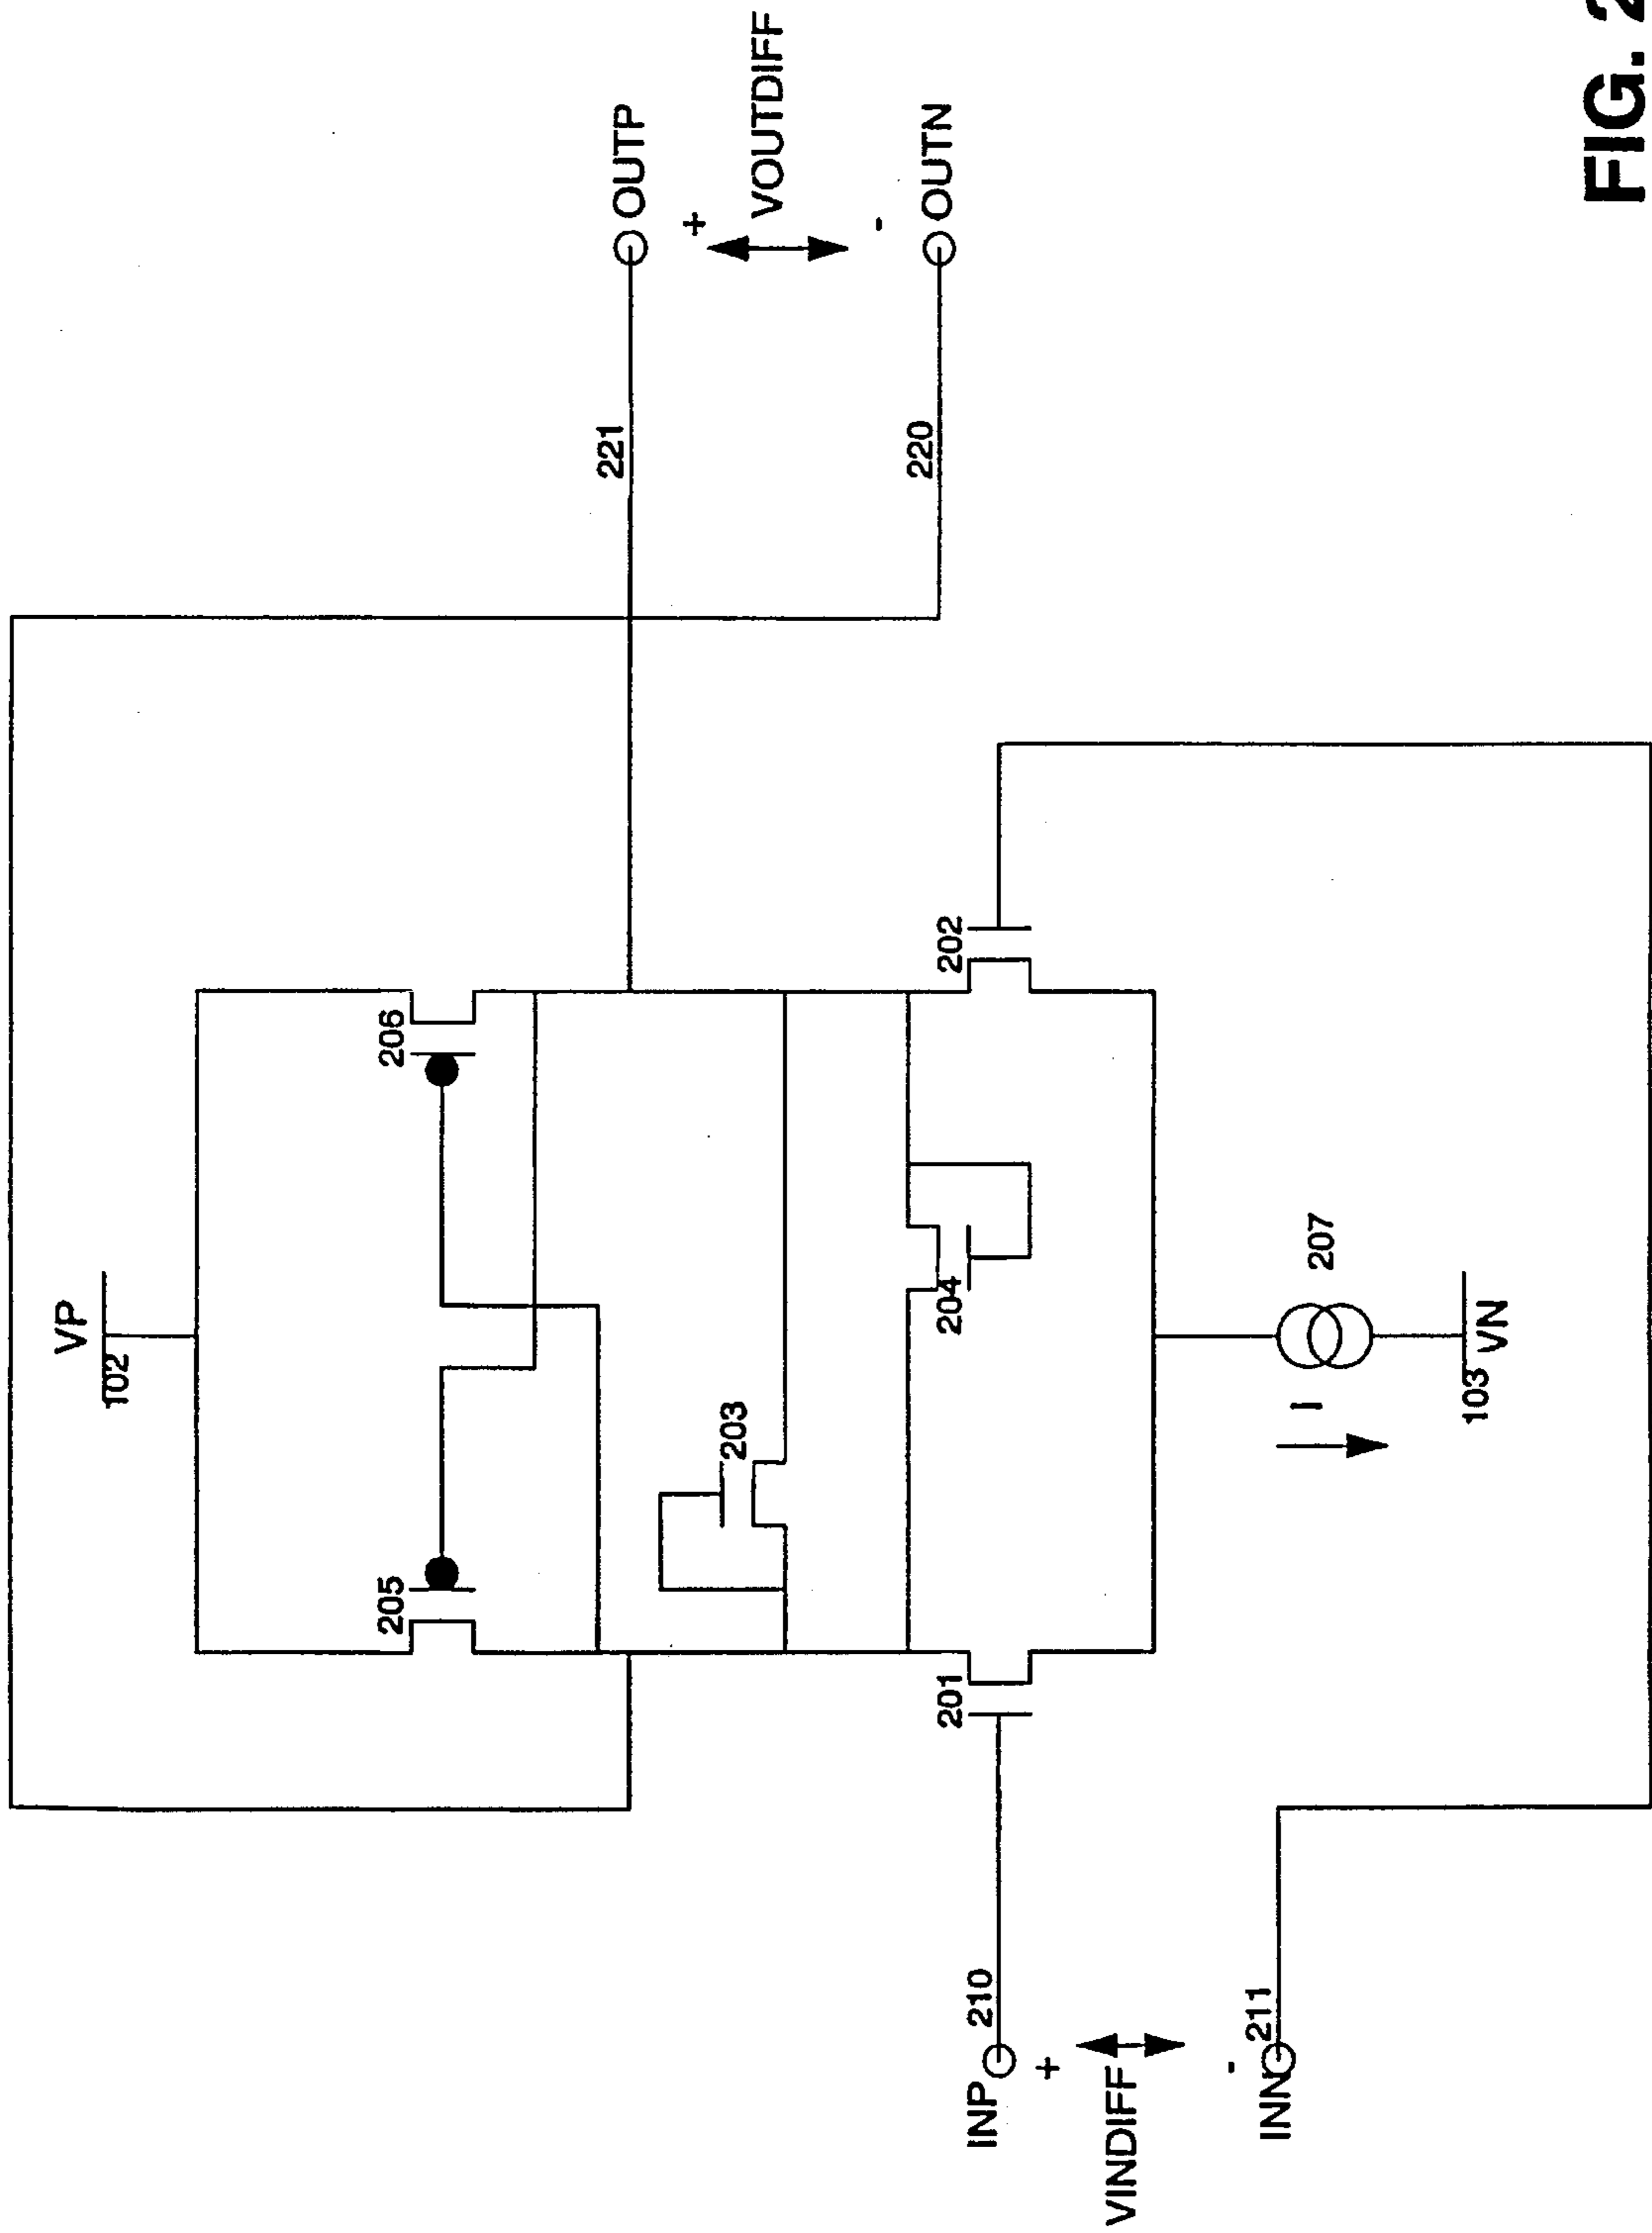 VP
102
205
206
203
204
201
202
221
OUTP
+
VOUTDIFF
-
220
OUTN
INP
210
+
VINDIFF
-
INN
211
I
207
103
VN
FIG. 2